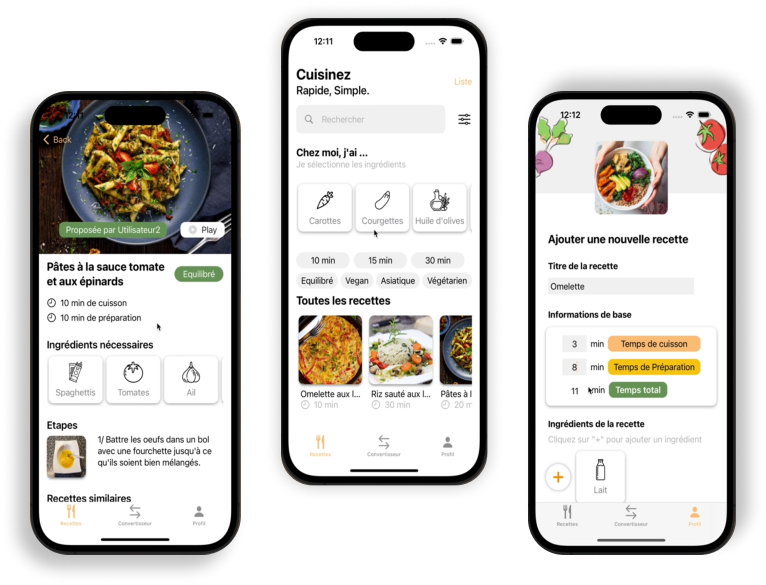 12:11
Back
Proposée par Utilisateur2
Play
Pâtes à la sauce tomate
et aux épinards
Equilibré
10 min de cuisson
10 min de préparation
Ingrédients nécessaires
Spaghettis
Tomates
Ail
Etapes
1/ Battre les oeufs dans un bol
avec une fourchette jusqu'à ce
qu'ils soient bien mélangés.
Recettes similaires
Recettes
Convertisseur
Profil
12:11
Cuisinez
Rapide, Simple.
Liste
Rechercher
Chez moi, j'ai ...
Je sélectionne les ingrédients
Carottes
Courgettes
Huile d'olives
10 min
15 min
30 min
Equilibré
Vegan
Asiatique
Végétarien
Toutes les recettes
Omelette aux l...
Riz sauté aux l...
Pâtes à l
10 min
30 min
20 m
Recettes
Convertisseur
Profil
12:12
Ajouter une nouvelle recette
Titre de la recette
Omelette
Informations de base
3 min Temps de cuisson
8 min Temps de Préparation
11 min Temps total
Ingrédients de la recette
Cliquez sur "+" pour ajouter un ingrédient
Lait
Recettes
Convertisseur
Profil